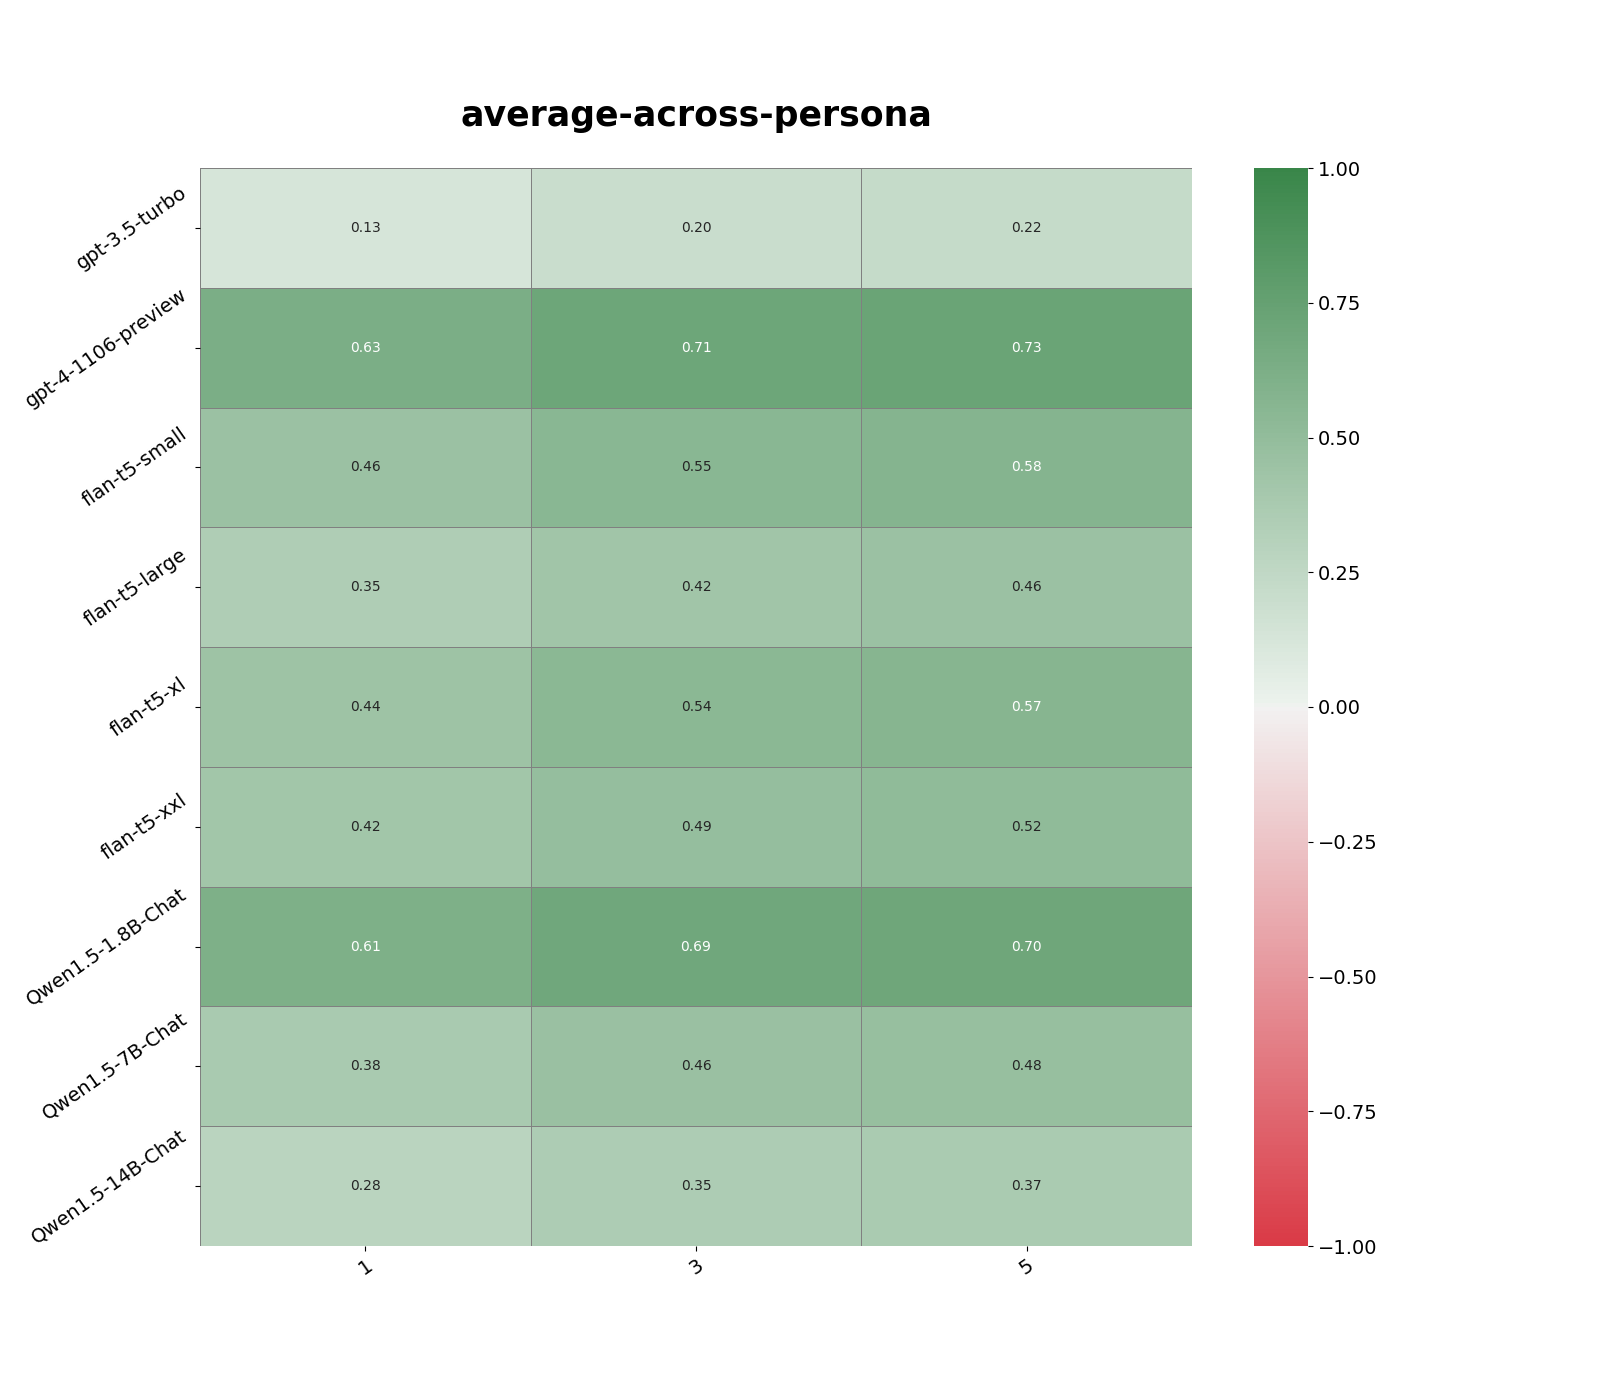 average-across-persona
gpt-3.5-turbo 0.13 0.20 0.22
gpt-4-1106-preview 0.63 0.71 0.73
flan-t5-small 0.46 0.55 0.58
flan-t5-large 0.35 0.42 0.46
flan-t5-xl 0.44 0.54 0.57
flan-t5-xxl 0.42 0.49 0.52
Qwen1.5-1.8B-Chat 0.61 0.69 0.70
Qwen1.5-7B-Chat 0.38 0.46 0.48
Qwen1.5-14B-Chat 0.28 0.35 0.37
1 3 5
1.00
0.75
0.50
0.25
0.00
−0.25
−0.50
−0.75
−1.00